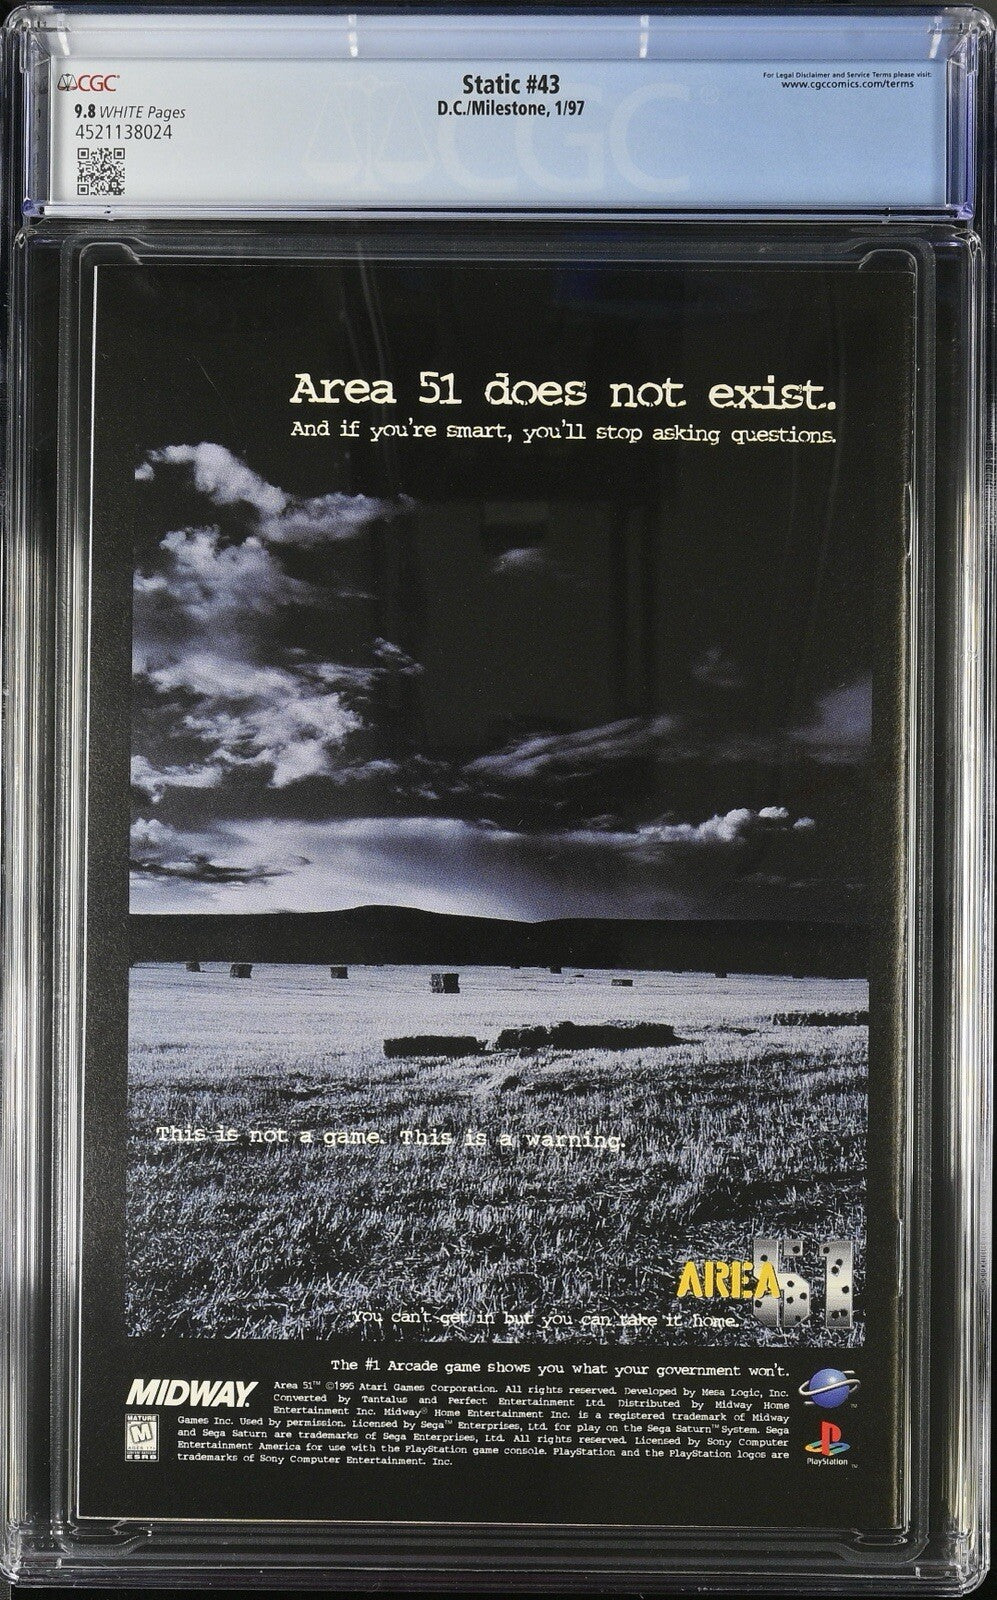 CGC
9.8 WHITE Pages
4521138024
Static #43
D.C./Milestone, 1/97
For Legal Disclaimer and Service Terms please visit:
www.cgccomics.com/terms
CGC
Area 51 does not exist.
And if you're smart, you'll stop asking questions.
This is not a game. This is a warning.
AREA 51
You can't get in but you can take it home.
The #1 Arcade game shows you what your government won't.
MIDWAY
Area 51™ ©1995 Atari Games Corporation. All rights reserved. Developed by Mesa Logic, Inc.
Converted by Tantalus and Perfect Entertainment Ltd. Distributed by Midway Home
Entertainment Inc. Midway® Home Entertainment Inc. is a registered trademark of Midway
Games Inc. Used by permission. Licensed by Sega™ Enterprises, Ltd. for play on the Sega Saturn™ System. Sega
and Sega Saturn are trademarks of Sega Enterprises, Ltd. All rights reserved. Licensed by Sony Computer
Entertainment America for use with the PlayStation game console. PlayStation and the PlayStation logos are
trademarks of Sony Computer Entertainment, Inc.
MATURE
M
ESRB
PlayStation